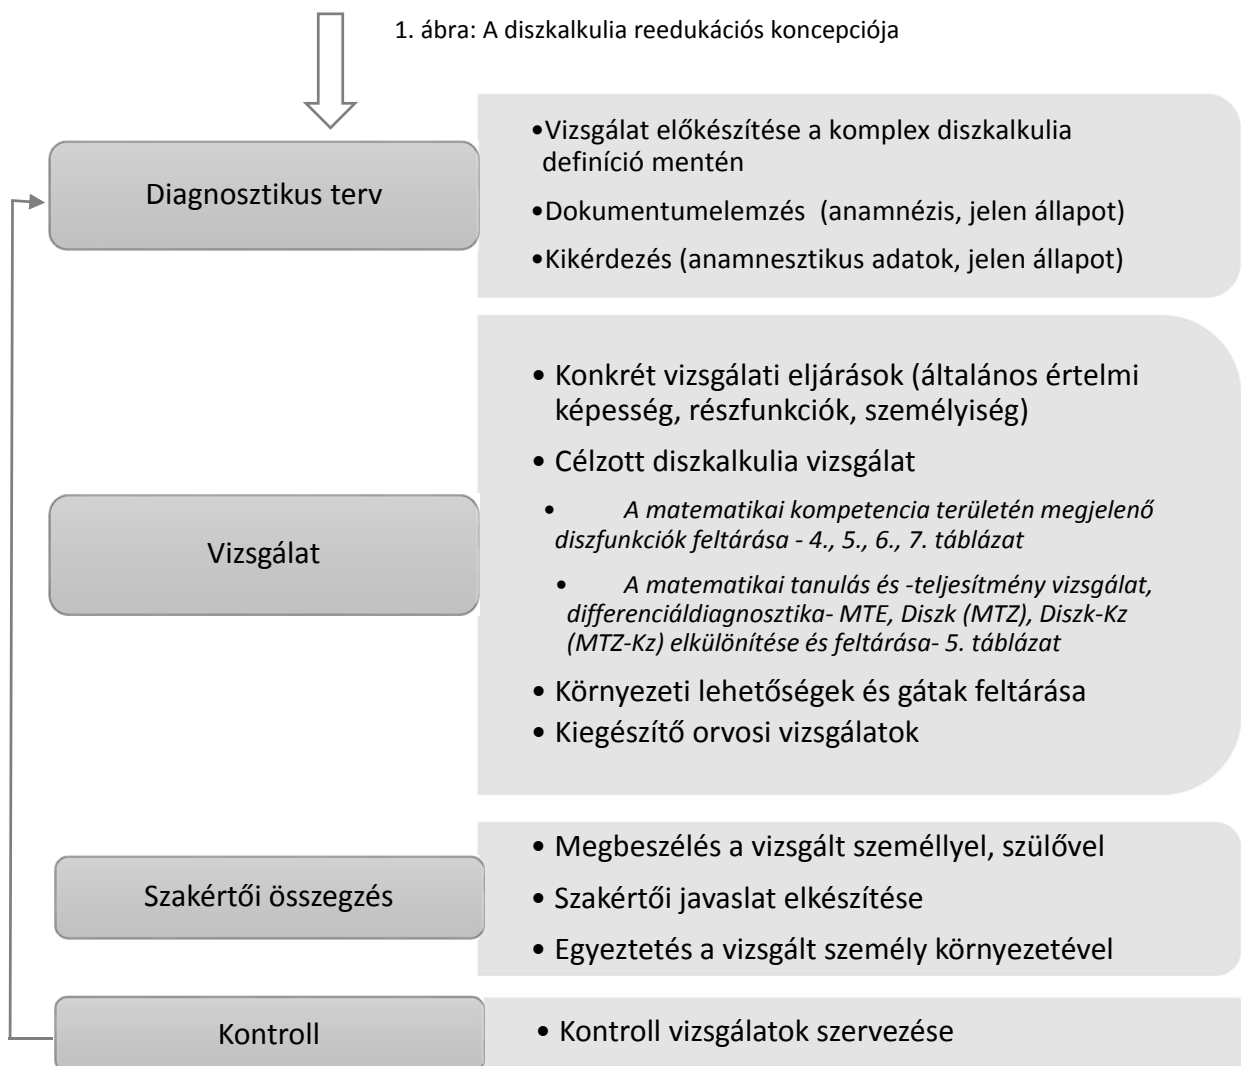 1. ábra: A diszkalkulia reedukációs koncepciója
Diagnosztikus terv
•Vizsgálat előkészítése a komplex diszkalkulia
definíció mentén
•Dokumentumelemzés (anamnézis, jelen állapot)
•Kikérdezés (anamnesztikus adatok, jelen állapot)
Vizsgálat
• Konkrét vizsgálati eljárások (általános értelmi
képesség, részfunkciók, személyiség)
• Célzott diszkalkulia vizsgálat
• A matematikai kompetencia területén megjelenő
diszfunkciók feltárása - 4., 5., 6., 7. táblázat
• A matematikai tanulás és -teljesítmény vizsgálat,
differenciáldiagnosztika- MTE, Diszk (MTZ), Diszk-Kz
(MTZ-Kz) elkülönítése és feltárása- 5. táblázat
• Környezeti lehetőségek és gátak feltárása
• Kiegészítő orvosi vizsgálatok
Szakértői összegzés
• Megbeszélés a vizsgált személlyel, szülővel
• Szakértői javaslat elkészítése
• Egyeztetés a vizsgált személy környezetével
Kontroll
• Kontroll vizsgálatok szervezése